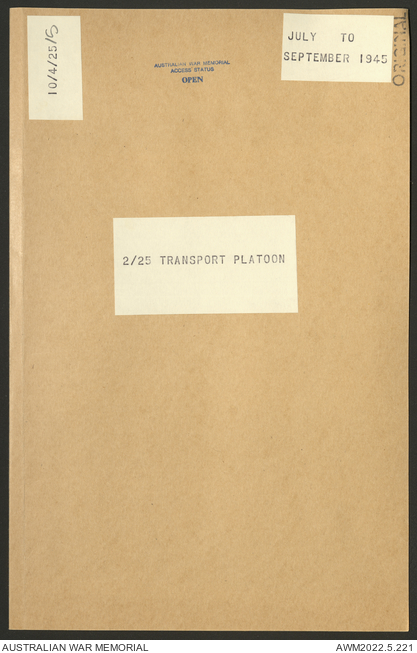 10/4/25/5
AUSTRALIAN WAR MEMORIAL
ACCESS STATUS
OPEN
JULY TO
SEPTEMBER 1945
ORIGINAL
2/25 TRANSPORT PLATOON
AUSTRALIAN WAR MEMORIAL
AWM2022.5.221